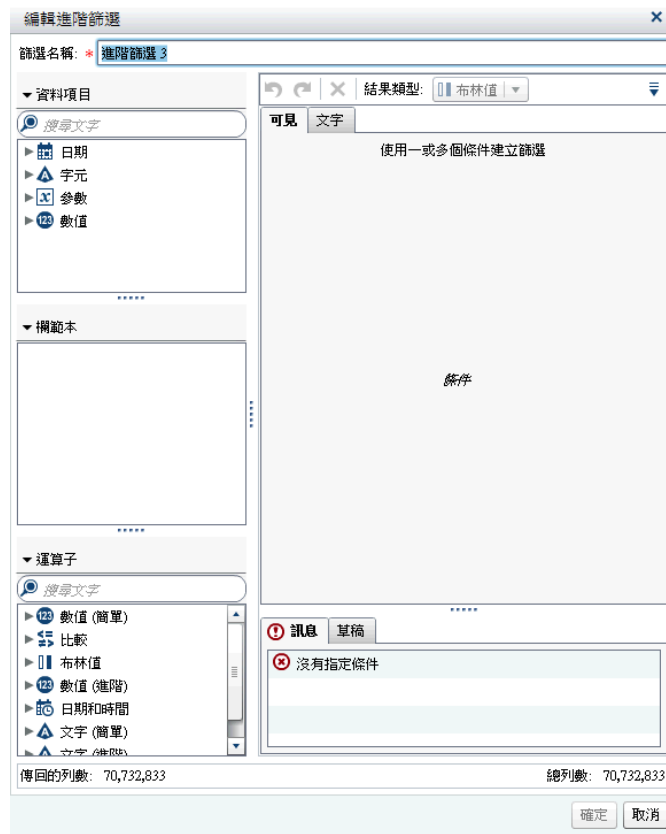 編輯進階篩選
篩選名稱: * 進階篩選 3
資料項目
搜尋文字
日期
字元
參數
數值
欄範本
運算子
搜尋文字
數值 (簡單)
比較
布林值
數值 (進階)
日期和時間
文字 (簡單)
文字 (進階)
結果類型: 布林值
可見 文字
使用一或多個條件建立篩選
條件
訊息 草稿
沒有指定條件
傳回的列數: 70,732,833 總列數: 70,732,833
確定 取消